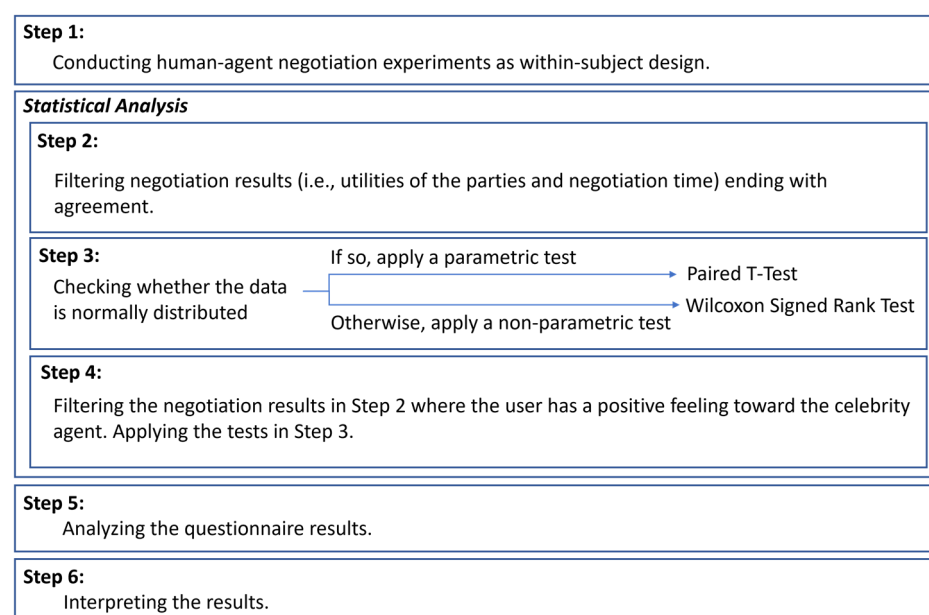 Step 1:
Conducting human-agent negotiation experiments as within-subject design.
Statistical Analysis
Step 2:
Filtering negotiation results (i.e., utilities of the parties and negotiation time) ending with
agreement.
Step 3:
Checking whether the data
is normally distributed
If so, apply a parametric test
Paired T-Test
Otherwise, apply a non-parametric test
Wilcoxon Signed Rank Test
Step 4:
Filtering the negotiation results in Step 2 where the user has a positive feeling toward the celebrity
agent. Applying the tests in Step 3.
Step 5:
Analyzing the questionnaire results.
Step 6:
Interpreting the results.